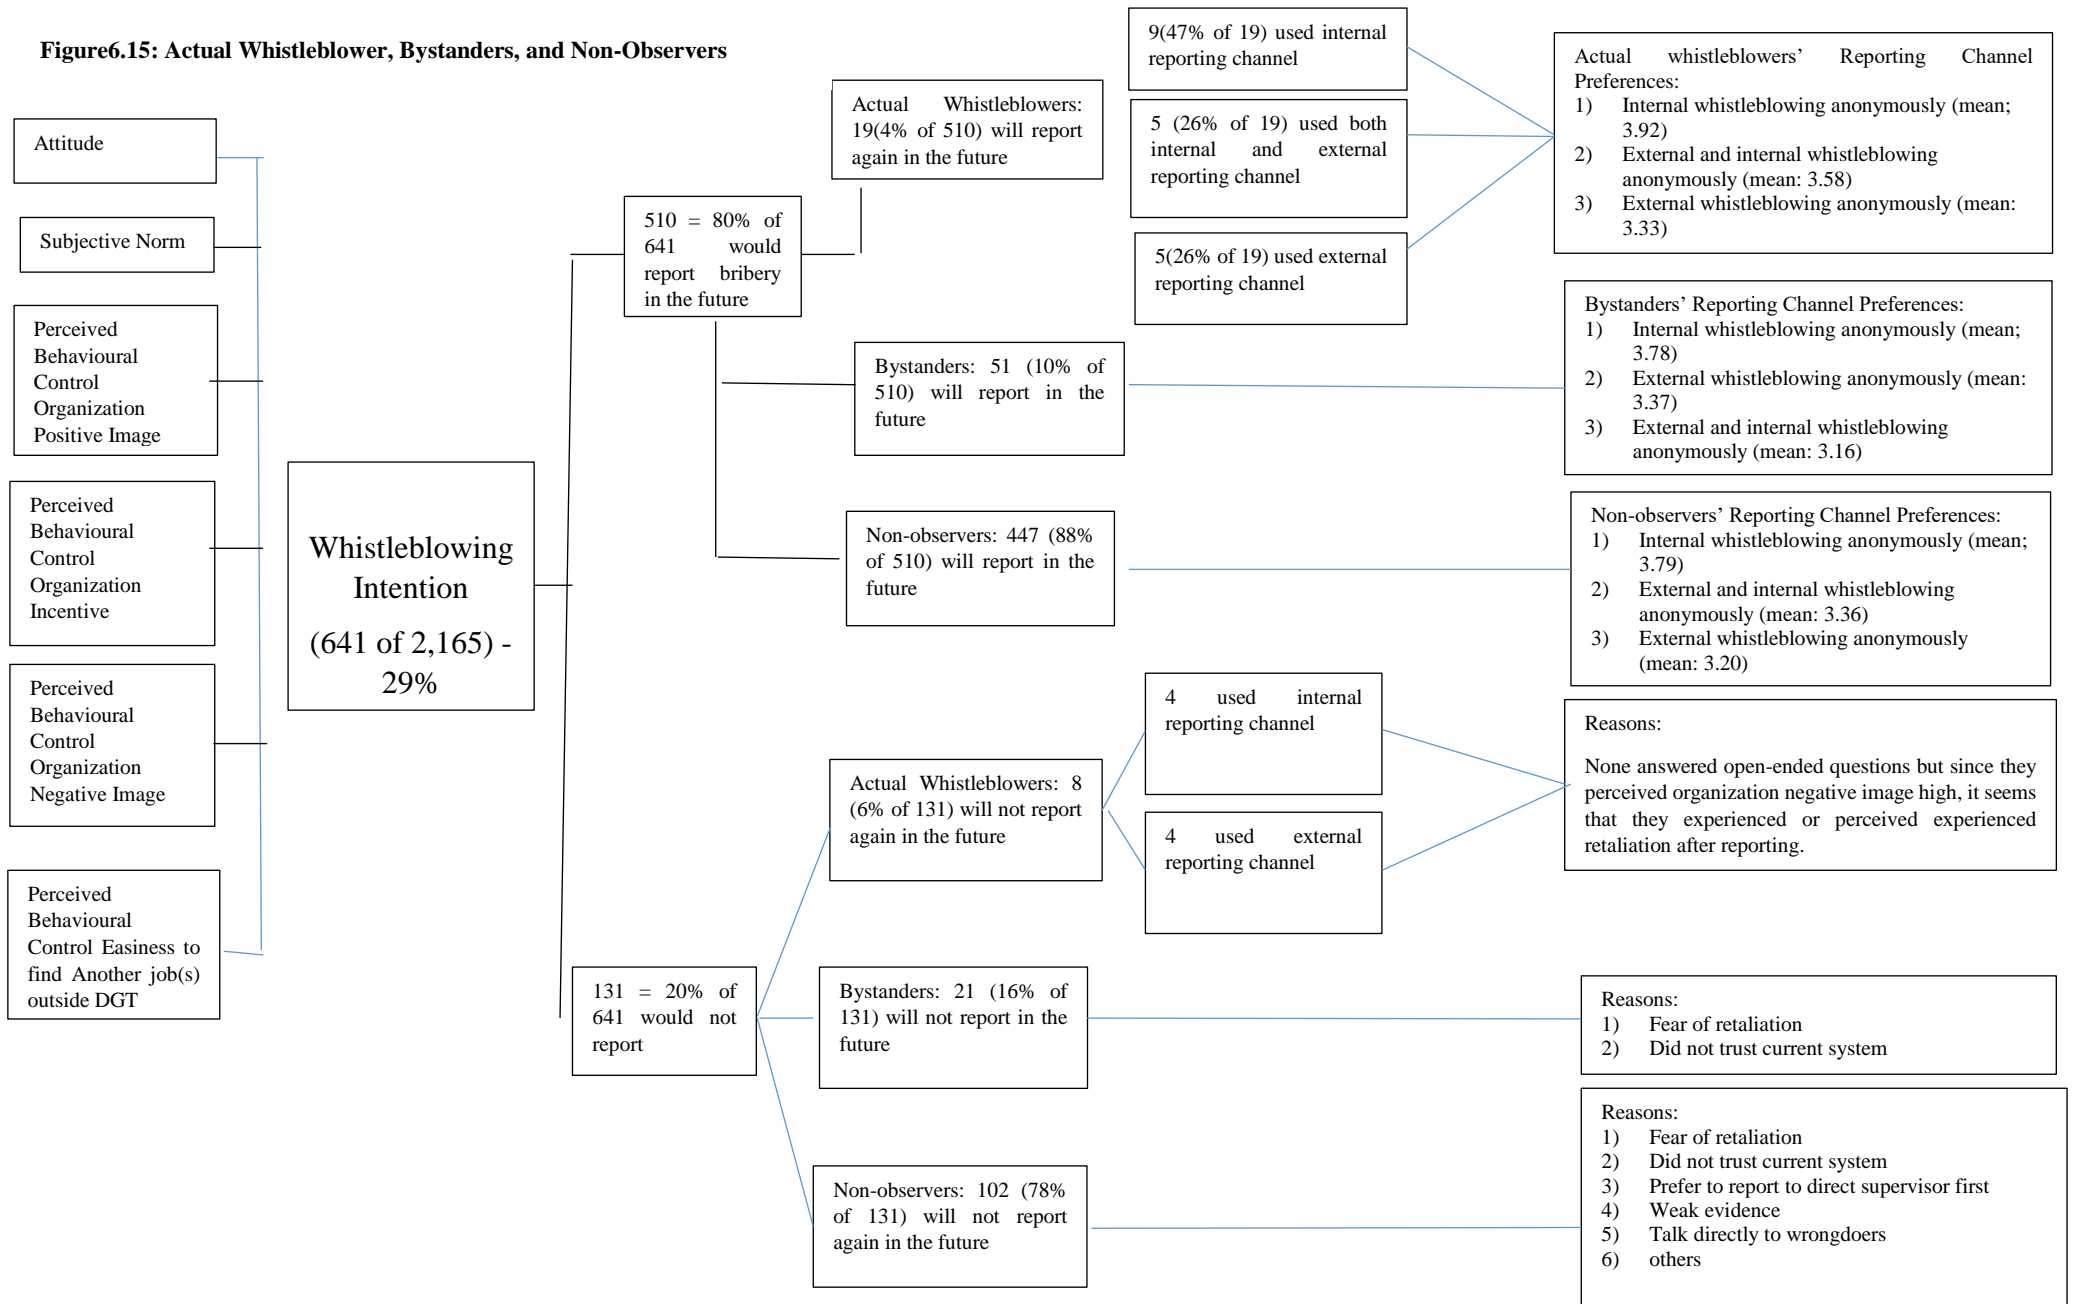 Figure6.15: Actual Whistleblower, Bystanders, and Non-Observers
Attitude
Subjective Norm
Perceived
Behavioural
Control
Organization
Positive Image
Perceived
Behavioural
Control
Organization
Incentive
Perceived
Behavioural
Control
Organization
Negative Image
Perceived
Behavioural
Control Easiness to
find Another job(s)
outside DGT
Whistleblowing
Intention
(641 of 2,165) -
29%
510 = 80% of
641 would
report bribery
in the future
131 = 20% of
641 would not
report
Actual Whistleblowers:
19(4% of 510) will report
again in the future
Bystanders: 51 (10% of
510) will report in the
future
Non-observers: 447 (88%
of 510) will report in the
future
Actual Whistleblowers: 8
(6% of 131) will not report
again in the future
Bystanders: 21 (16% of
131) will not report in the
future
Non-observers: 102 (78%
of 131) will not report
again in the future
9(47% of 19) used internal
reporting channel
5 (26% of 19) used both
internal and external
reporting channel
5(26% of 19) used external
reporting channel
4 used internal
reporting channel
4 used external
reporting channel
Actual whistleblowers’ Reporting Channel
Preferences:
1) Internal whistleblowing anonymously (mean;
3.92)
2) External and internal whistleblowing
anonymously (mean: 3.58)
3) External whistleblowing anonymously (mean:
3.33)
Bystanders’ Reporting Channel Preferences:
1) Internal whistleblowing anonymously (mean;
3.78)
2) External whistleblowing anonymously (mean:
3.37)
3) External and internal whistleblowing
anonymously (mean: 3.16)
Non-observers’ Reporting Channel Preferences:
1) Internal whistleblowing anonymously (mean;
3.79)
2) External and internal whistleblowing
anonymously (mean: 3.36)
3) External whistleblowing anonymously
(mean: 3.20)
Reasons:
None answered open-ended questions but since they
perceived organization negative image high, it seems
that they experienced or perceived experienced
retaliation after reporting.
Reasons:
1) Fear of retaliation
2) Did not trust current system
Reasons:
1) Fear of retaliation
2) Did not trust current system
3) Prefer to report to direct supervisor first
4) Weak evidence
5) Talk directly to wrongdoers
6) others